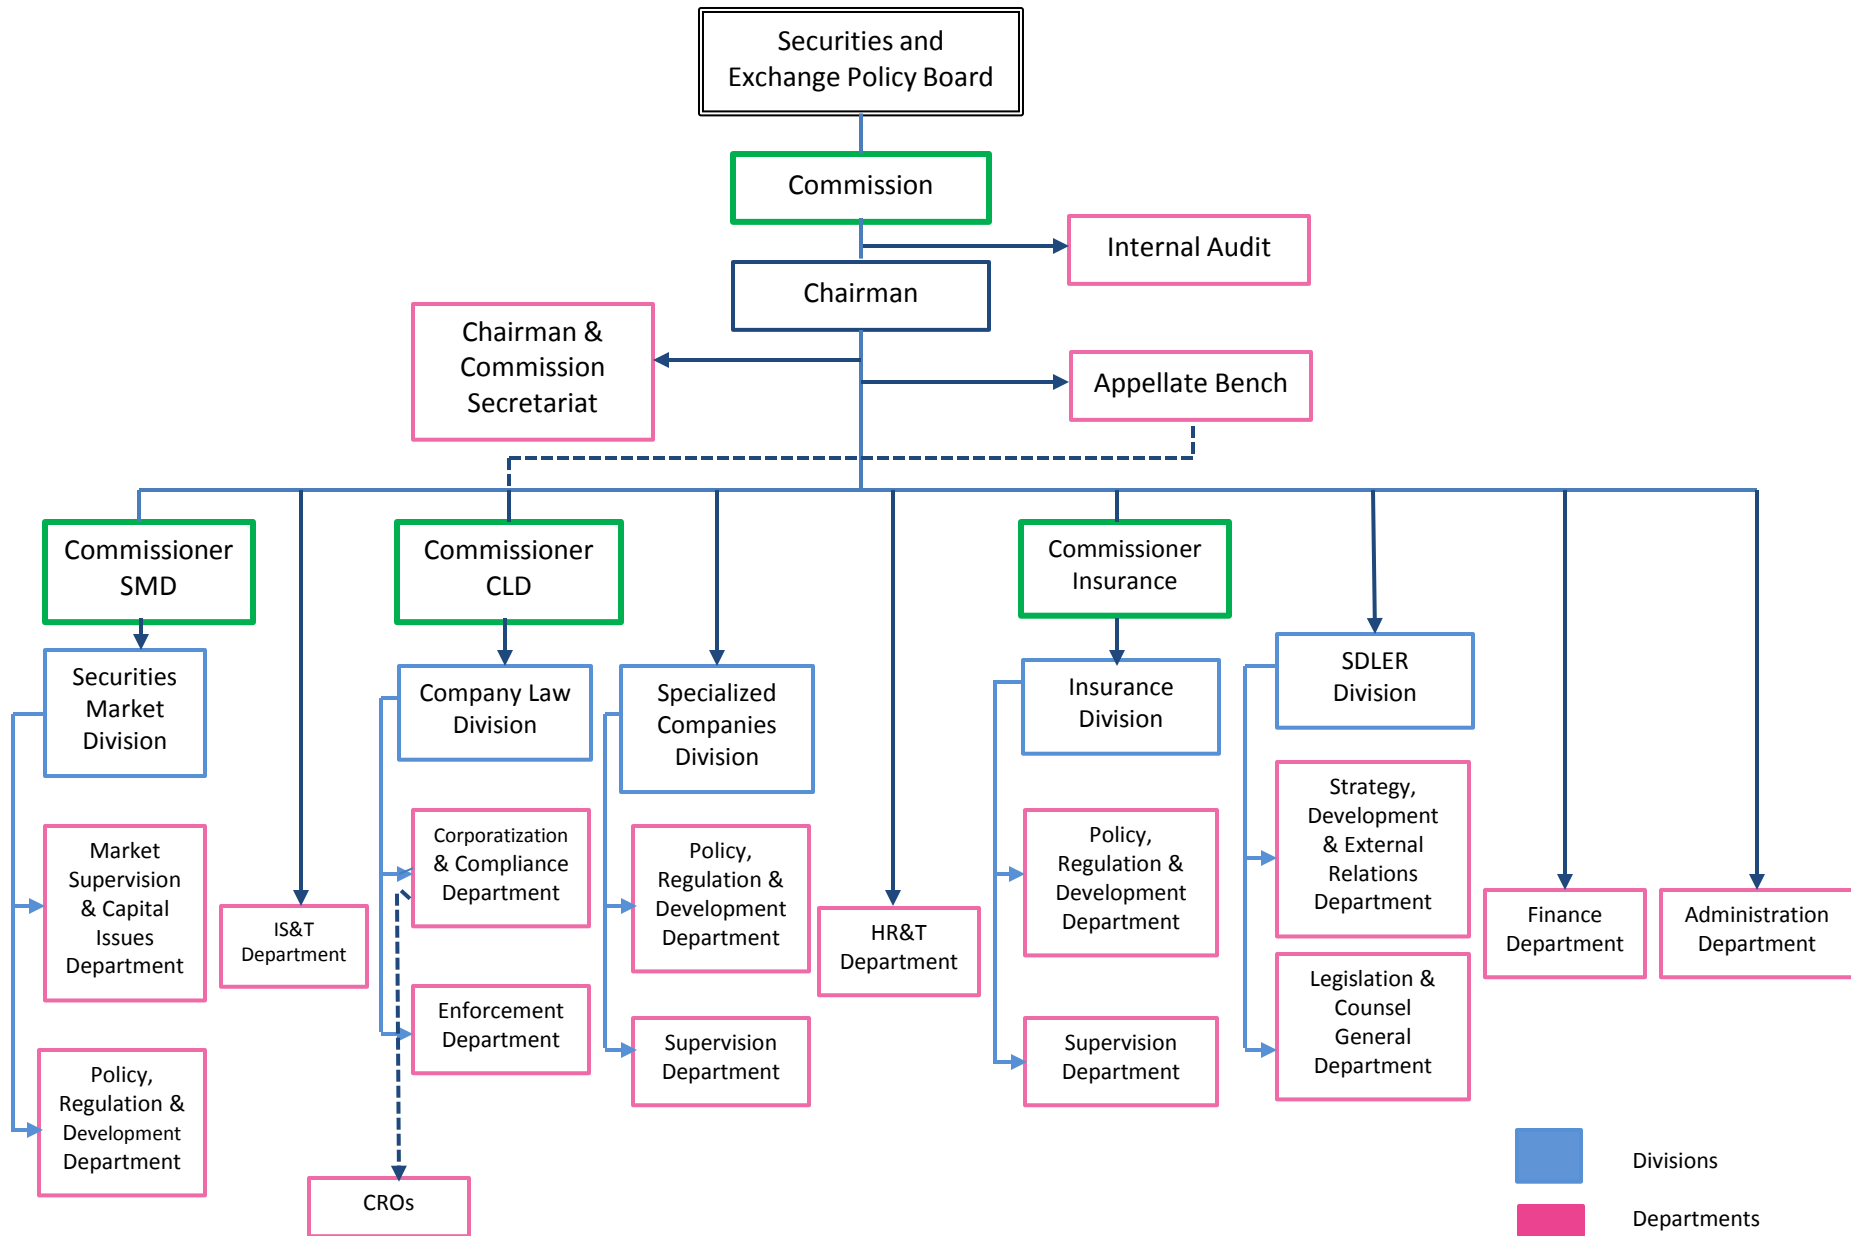 Securities and
Exchange Policy Board
Commission
Internal Audit
Chairman
Chairman &
Commission
Secretariat
Appellate Bench
Commissioner
SMD
Commissioner
CLD
Commissioner
Insurance
Securities
Market
Division
Company Law
Division
Specialized
Companies
Division
Insurance
Division
SDLER
Division
Market
Supervision
& Capital
Issues
Department
IS&T
Department
Corporatization
& Compliance
Department
Policy,
Regulation &
Development
Department
HR&T
Department
Policy,
Regulation &
Development
Department
Strategy,
Development
& External
Relations
Department
Finance
Department
Administration
Department
Enforcement
Department
Supervision
Department
Supervision
Department
Legislation &
Counsel
General
Department
Policy,
Regulation &
Development
Department
CROs
Divisions
Departments